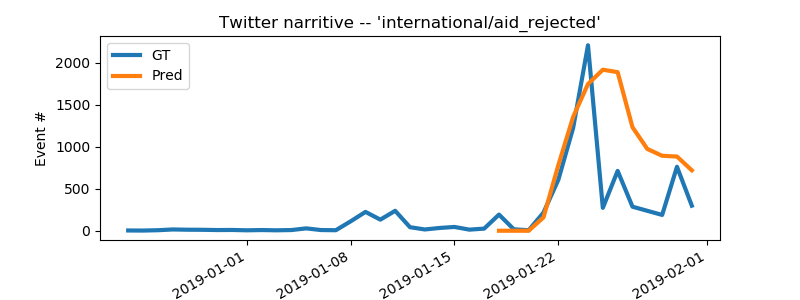 Twitter narritive -- 'international/aid_rejected'
GT
Pred
Event #
2000
1500
1000
500
0
2019-01-01
2019-01-08
2019-01-15
2019-01-22
2019-02-01